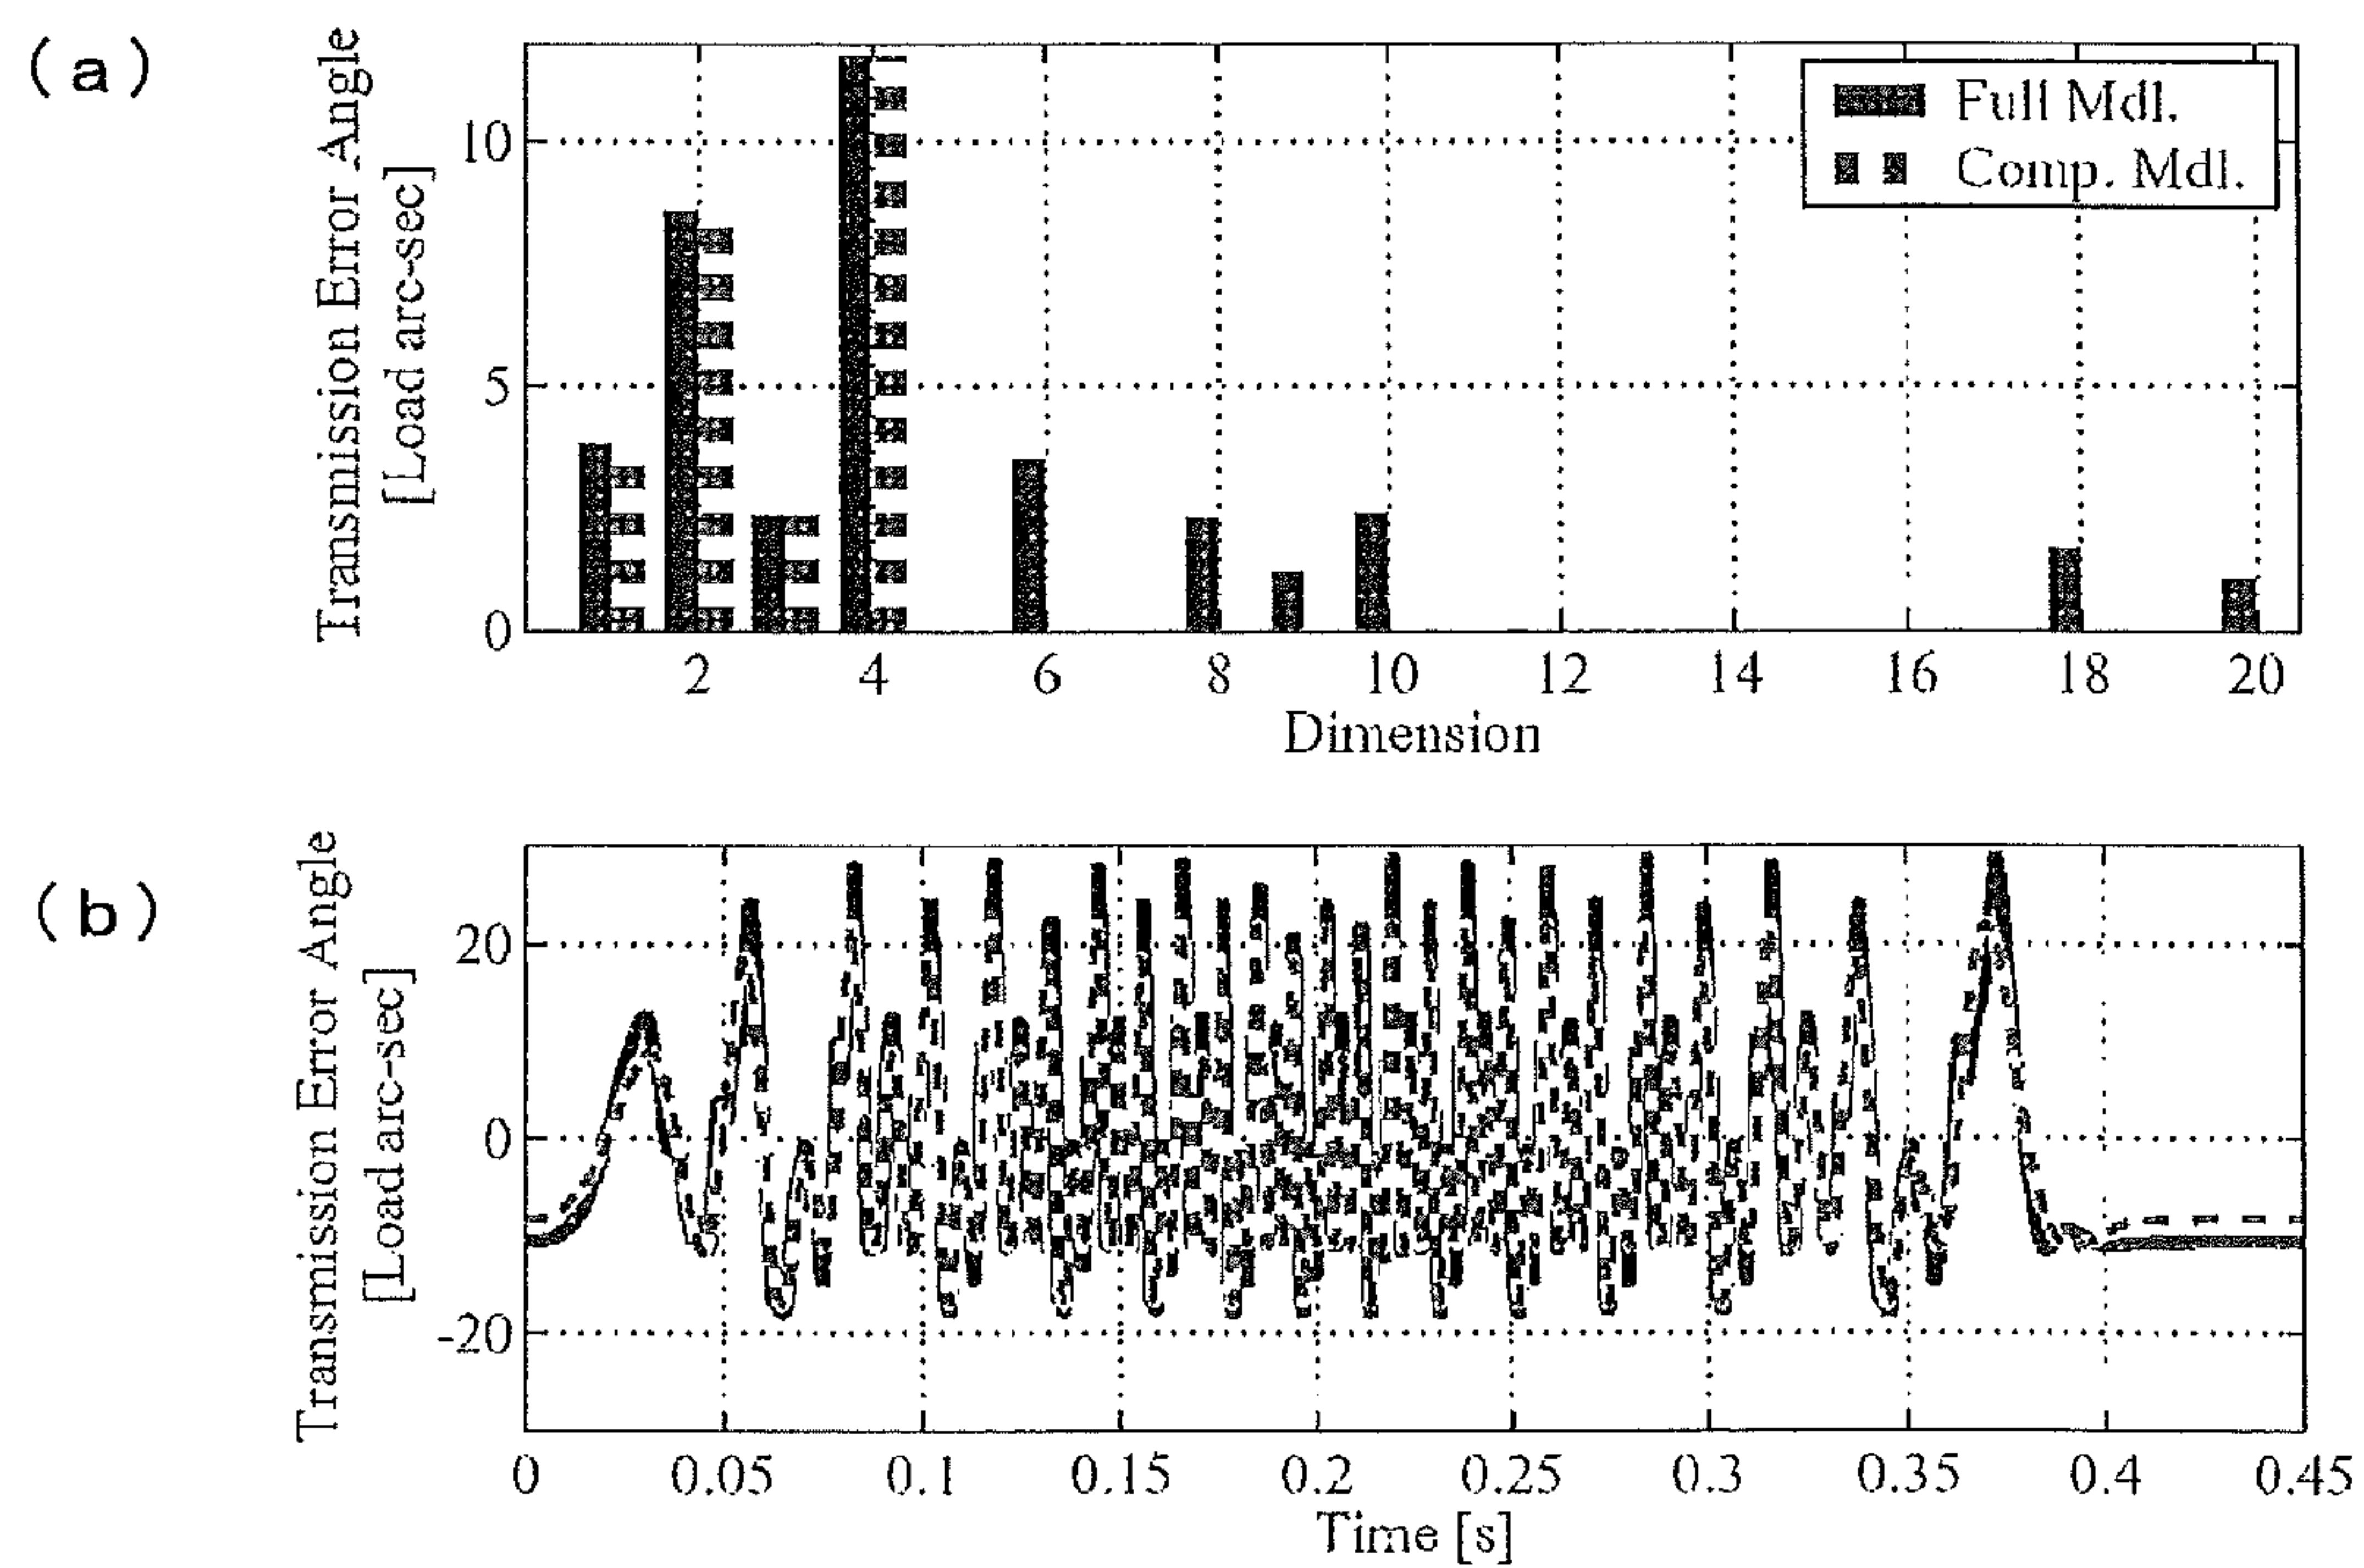 (a)
Transmission Error Angle
[Load arc-sec]
10
5
0
Full Mdl.
Comp. Mdl.
2 4 6 8 10 12 14 16 18 20
Dimension
(b)
Transmission Error Angle
[Load arc-sec]
20
0
-20
0 0.05 0.1 0.15 0.2 0.25 0.3 0.35 0.4 0.45
Time [s]